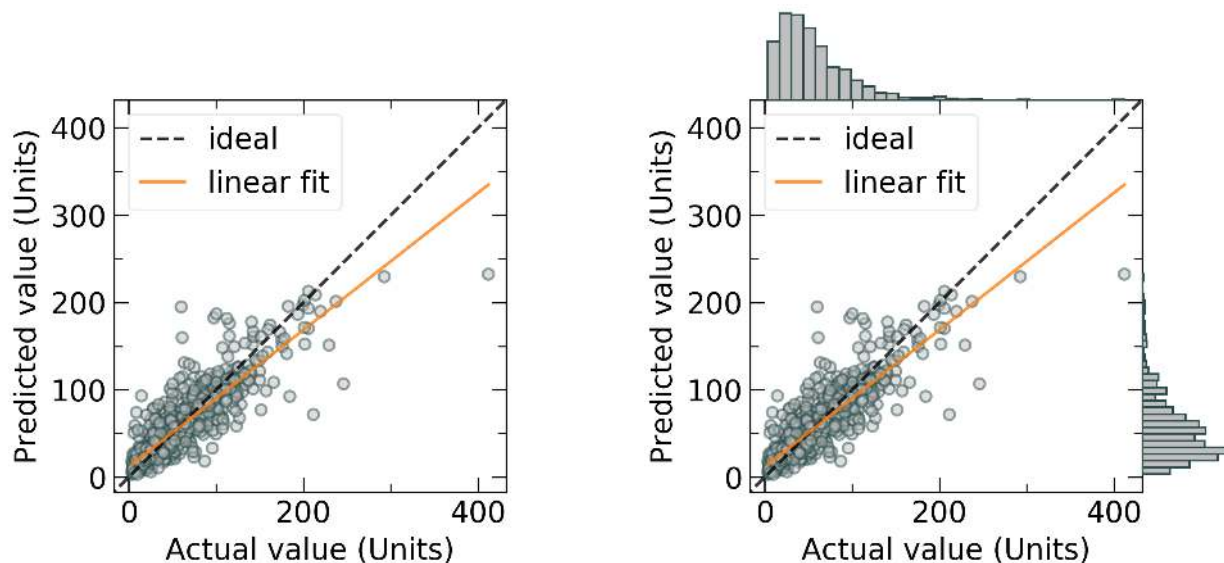 400
300
200
100
0
Predicted value (Units)
ideal
linear fit
0 200 400
Actual value (Units)
400
300
200
100
0
Predicted value (Units)
ideal
linear fit
0 200 400
Actual value (Units)